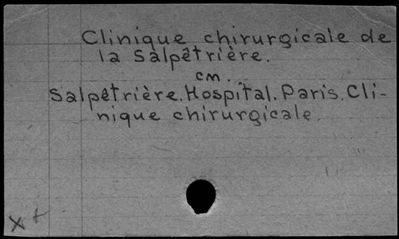 Clinique chirurgicale de
la Salpêtrière.
cm.
Salpêtrière. Hospital. Paris. Cli-
nique chirurgicale.